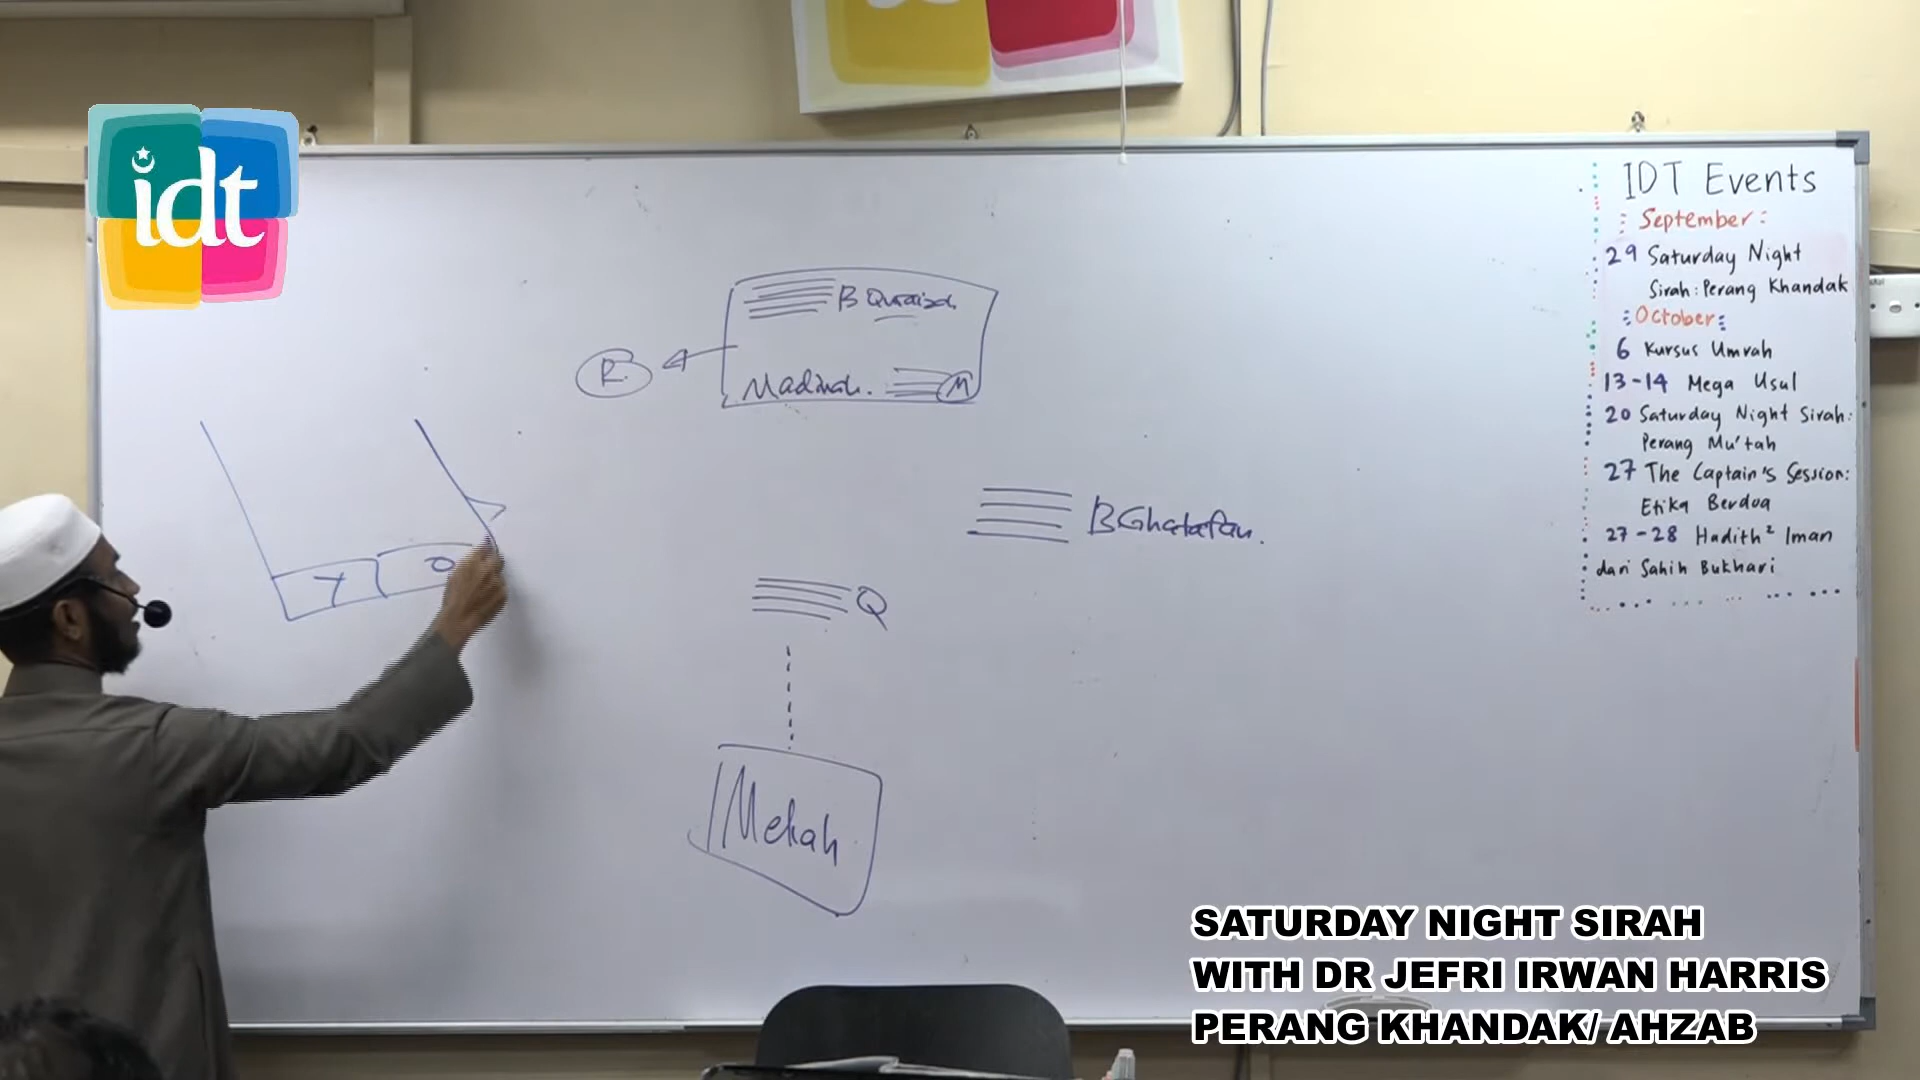 idt
B Quraizah
R.
Madinah.
M
B Ghatafan.
Y
O
Q
Mekah
IDT Events
September:
29 Saturday Night
Sirah: Perang Khandak
October:
6 Kursus Umrah
13-14 Mega Usul
20 Saturday Night Sirah:
Perang Mu'tah
27 The Captain's Session:
Etika Berdoa
27-28 Hadith² Iman
dari Sahih Bukhari
SATURDAY NIGHT SIRAH
WITH DR JEFRI IRWAN HARRIS
PERANG KHANDAK/ AHZAB